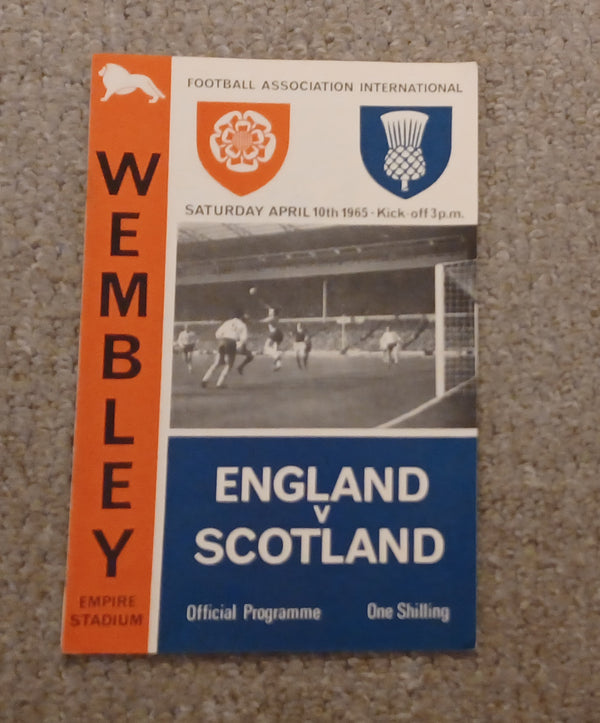 WEMBLEY
EMPIRE
STADIUM
FOOTBALL ASSOCIATION INTERNATIONAL
SATURDAY APRIL 10th 1965 - Kick-off 3 p.m.
ENGLAND
v
SCOTLAND
Official Programme One Shilling